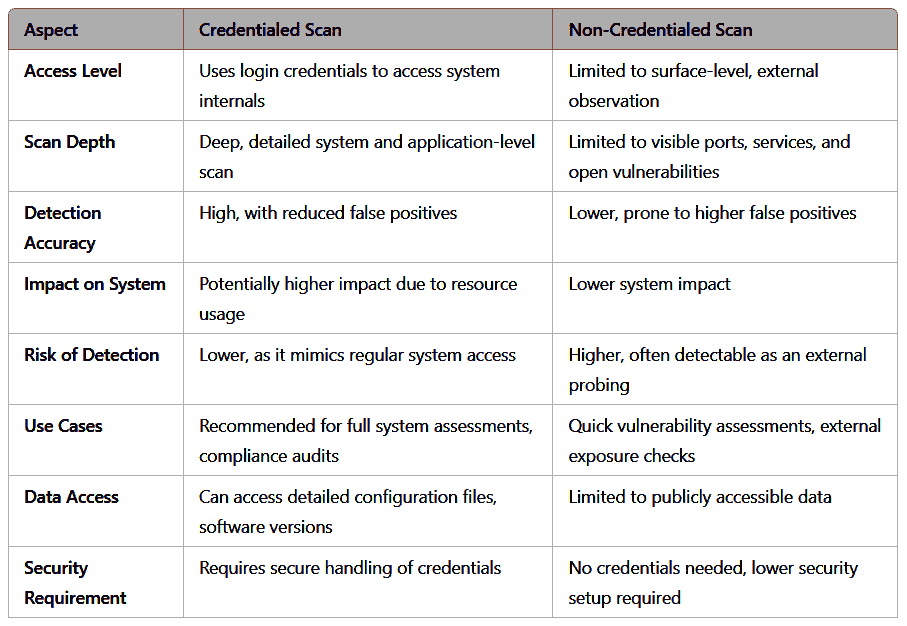 Aspect Credentialed Scan Non-Credentialed Scan
Access Level Uses login credentials to access system Limited to surface-level, external
internals observation
Scan Depth Deep, detailed system and application-level Limited to visible ports, services, and
scan open vulnerabilities
Detection High, with reduced false positives Lower, prone to higher false positives
Accuracy
Impact on System Potentially higher impact due to resource Lower system impact
usage
Risk of Detection Lower, as it mimics regular system access Higher, often detectable as an external
probing
Use Cases Recommended for full system assessments, Quick vulnerability assessments, external
compliance audits exposure checks
Data Access Can access detailed configuration files, Limited to publicly accessible data
software versions
Security Requires secure handling of credentials No credentials needed, lower security
Requirement setup required